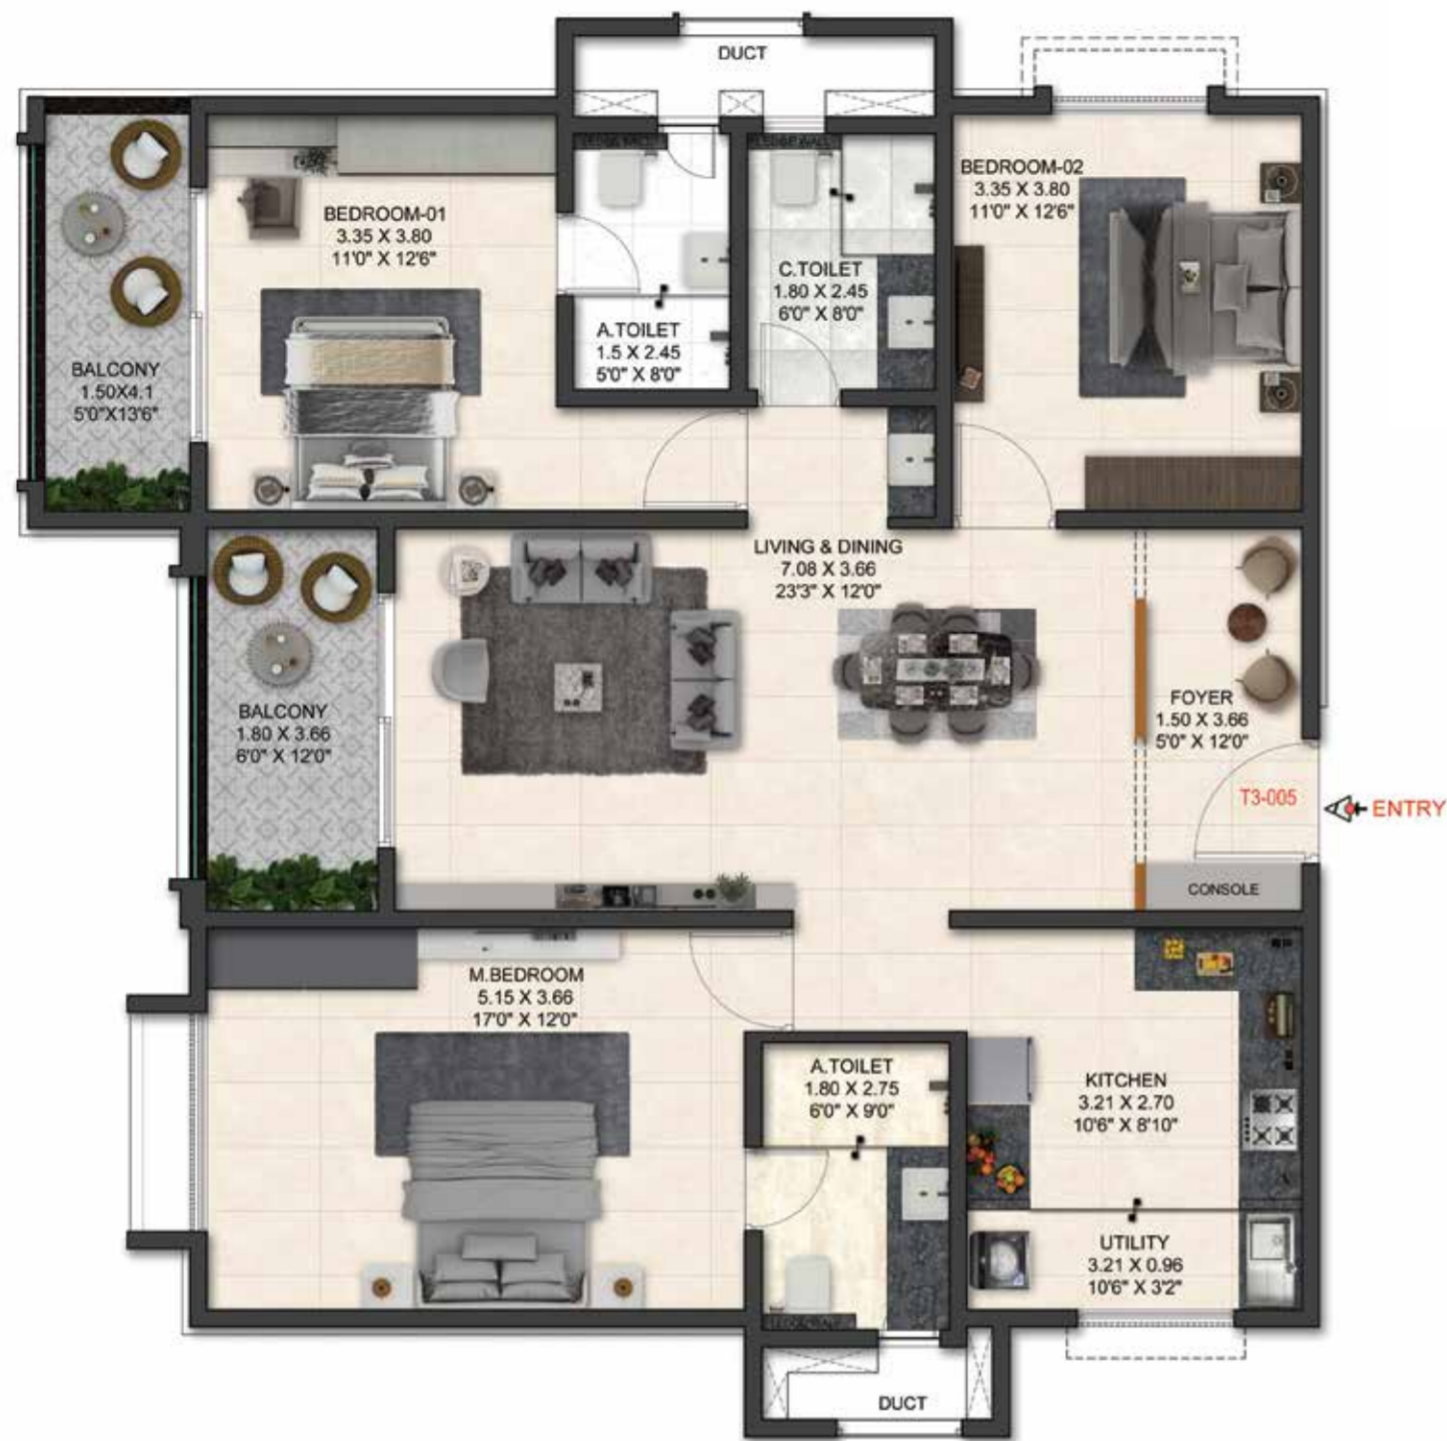 DUCT
BEDROOM-01
3.35 X 3.80
11'0" X 12'6"
BEDROOM-02
3.35 X 3.80
11'0" X 12'6"
C.TOILET
1.80 X 2.45
6'0" X 8'0"
A.TOILET
1.5 X 2.45
5'0" X 8'0"
BALCONY
1.50X4.1
5'0"X13'6"
LIVING & DINING
7.08 X 3.66
23'3" X 12'0"
BALCONY
1.80 X 3.66
6'0" X 12'0"
FOYER
1.50 X 3.66
5'0" X 12'0"
T3-005
ENTRY
CONSOLE
M.BEDROOM
5.15 X 3.66
17'0" X 12'0"
A.TOILET
1.80 X 2.75
6'0" X 9'0"
KITCHEN
3.21 X 2.70
10'6" X 8'10"
UTILITY
3.21 X 0.96
10'6" X 3'2"
DUCT